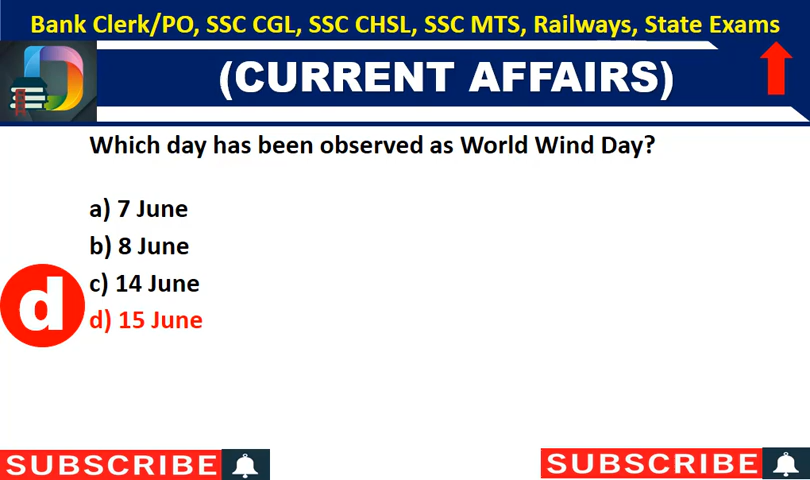 Bank Clerk/PO, SSC CGL, SSC CHSL, SSC MTS, Railways, State Exams
(CURRENT AFFAIRS)
Which day has been observed as World Wind Day?
a) 7 June
b) 8 June
c) 14 June
d
d) 15 June
SUBSCRIBE
SUBSCRIBE